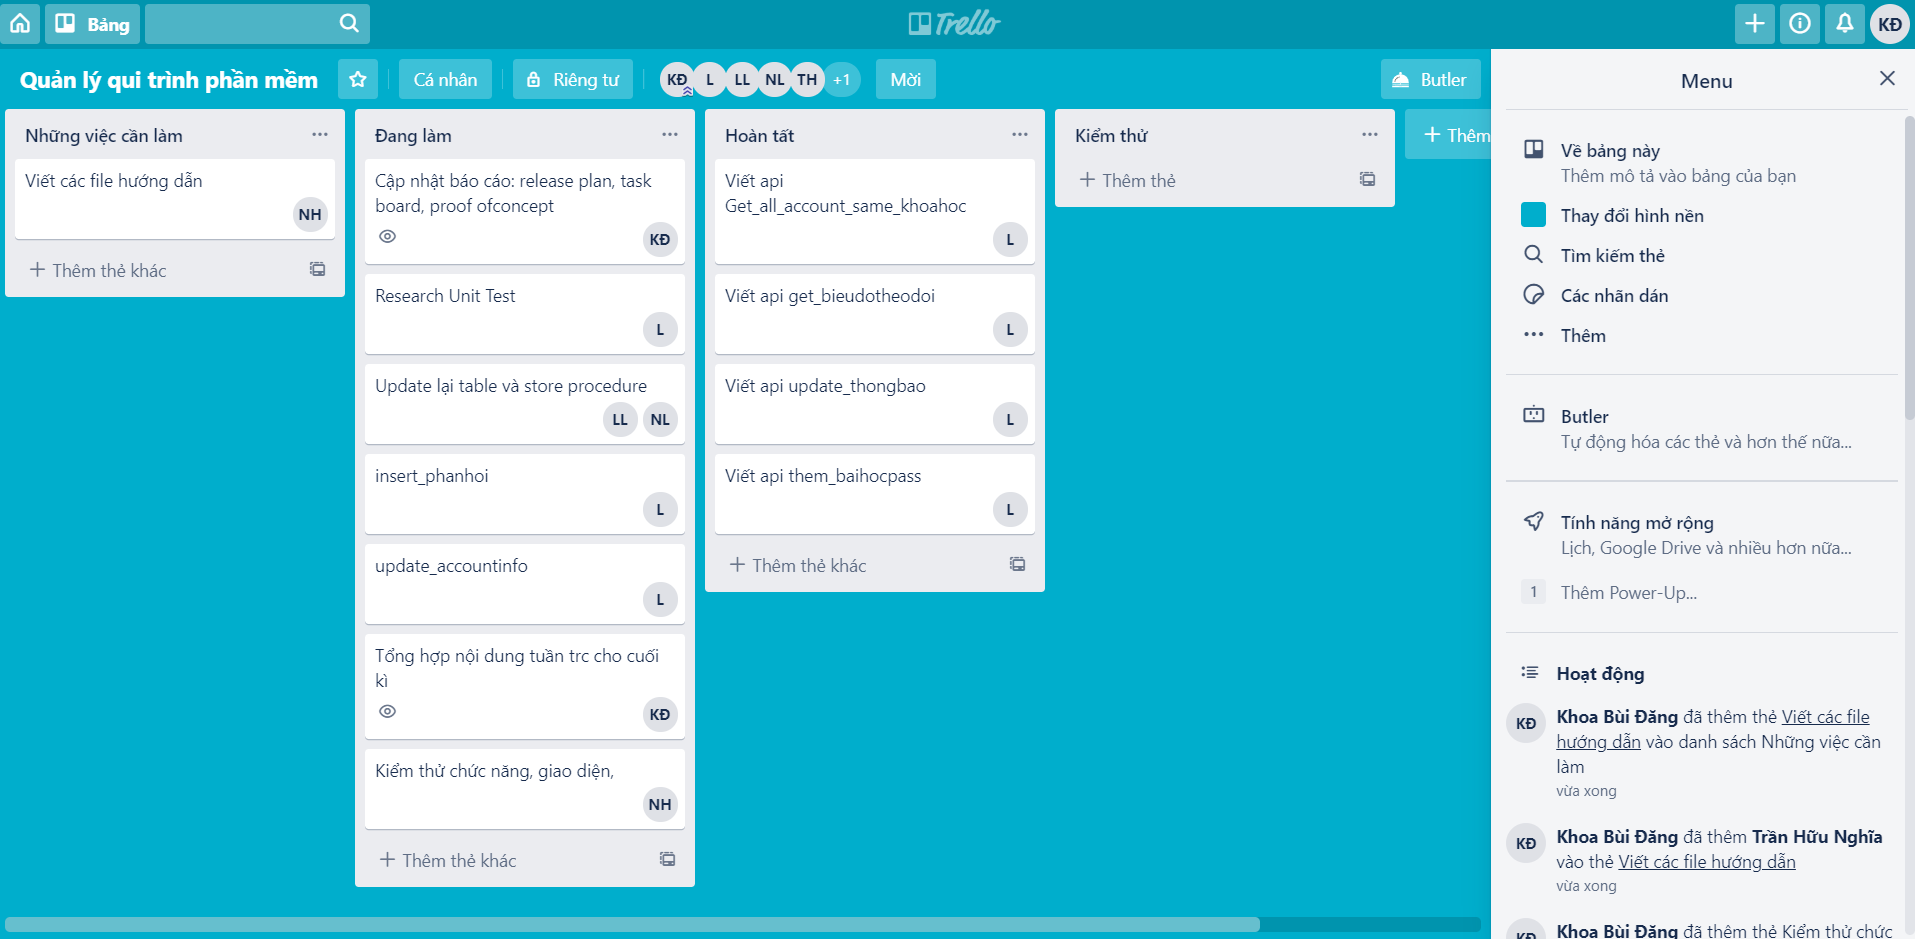 Bảng
Trello
KĐ
Quản lý qui trình phần mềm
Cá nhân
Riêng tư
KĐ L LL NL TH +1
Mời
Butler
Những việc cần làm
Viết các file hướng dẫn
NH
Thêm thẻ khác
Đang làm
Cập nhật báo cáo: release plan, task
board, proof ofconcept
KĐ
Research Unit Test
L
Update lại table và store procedure
LL NL
insert_phanhoi
L
update_accountinfo
L
Tổng hợp nội dung tuần trc cho cuối
kì
KĐ
Kiểm thử chức năng, giao diện,
NH
Thêm thẻ khác
Hoàn tất
Viết api
Get_all_account_same_khoahoc
L
Viết api get_bieudotheodoi
L
Viết api update_thongbao
L
Viết api them_baihocpass
L
Thêm thẻ khác
Kiểm thử
Thêm thẻ
Thêm
Menu
Về bảng này
Thêm mô tả vào bảng của bạn
Thay đổi hình nền
Tìm kiếm thẻ
Các nhãn dán
Thêm
Butler
Tự động hóa các thẻ và hơn thế nữa...
Tính năng mở rộng
Lịch, Google Drive và nhiều hơn nữa...
1 Thêm Power-Up...
Hoạt động
KĐ
Khoa Bùi Đăng đã thêm thẻ Viết các file
hướng dẫn vào danh sách Những việc cần
làm
vừa xong
KĐ
Khoa Bùi Đăng đã thêm Trần Hữu Nghĩa
vào thẻ Viết các file hướng dẫn
vừa xong
KĐ
Khoa Bùi Đăng đã thêm thẻ Kiểm thử chức